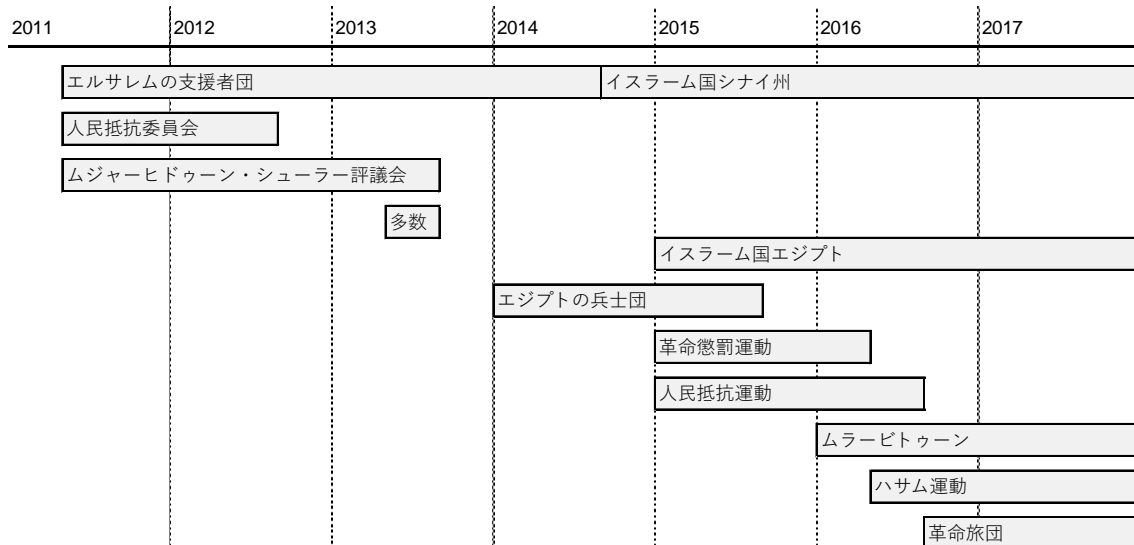 2011 2012 2013 2014 2015 2016 2017
エルサレムの支援者団 イスラーム国シナイ州
人民抵抗委員会
ムジャーヒドゥーン・シューラー評議会
多数
イスラーム国エジプト
エジプトの兵士団
革命懲罰運動
人民抵抗運動
ムラービトゥーン
ハサム運動
革命旅団